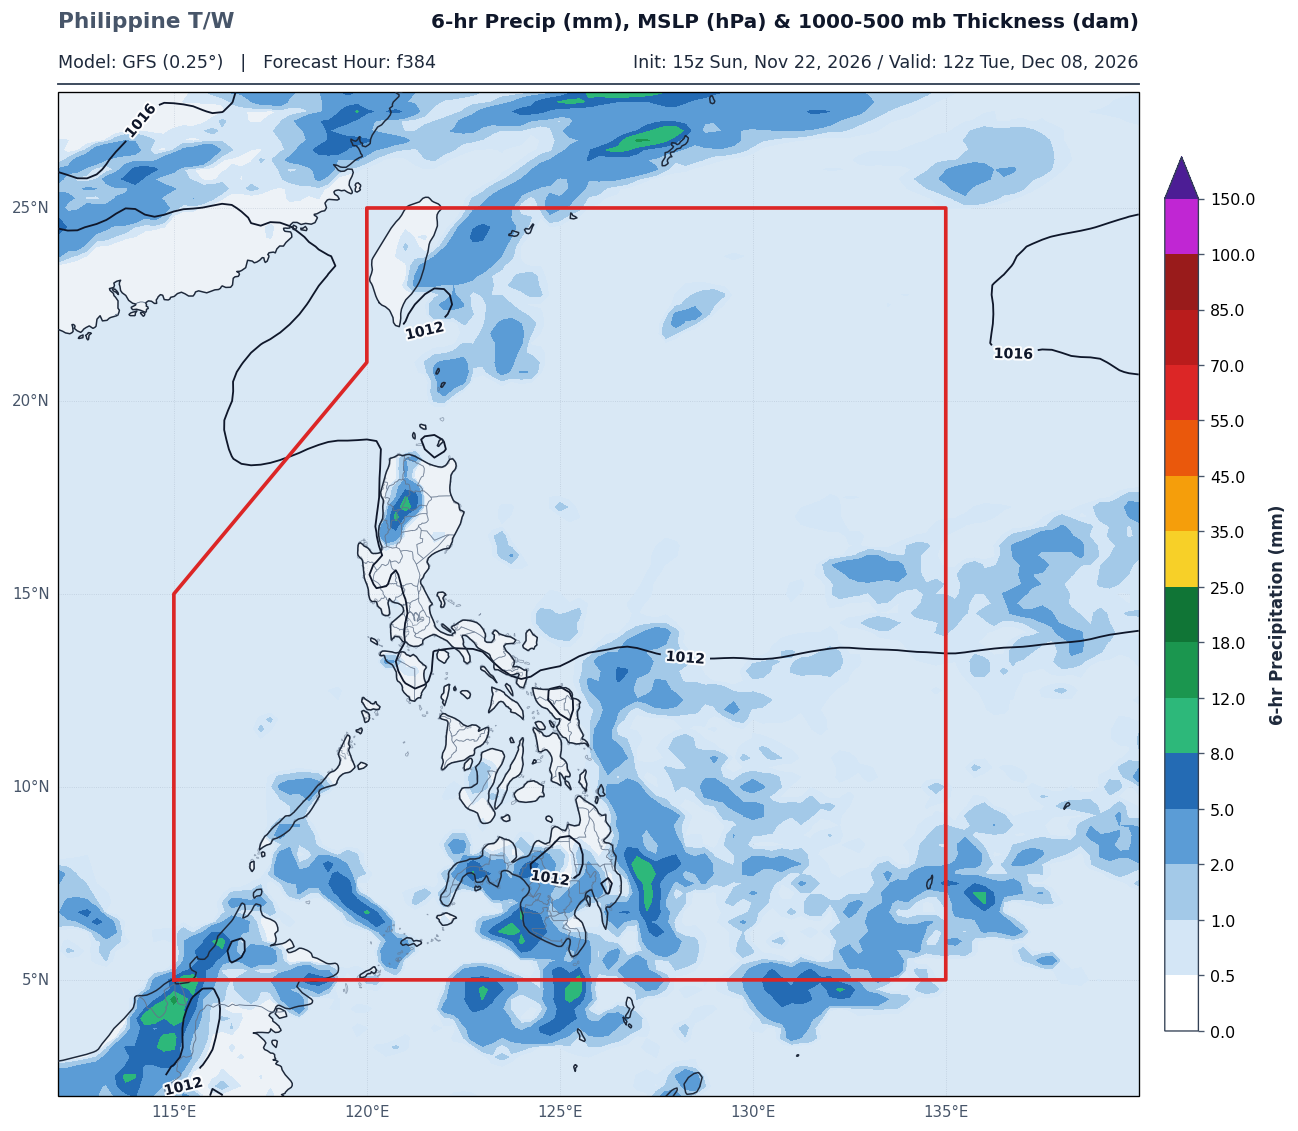 Philippine T/W
6-hr Precip (mm), MSLP (hPa) & 1000-500 mb Thickness (dam)
Model: GFS (0.25°) | Forecast Hour: f384
Init: 15z Sun, Nov 22, 2026 / Valid: 12z Tue, Dec 08, 2026
1016
1012
1016
1012
1012
1012
25°N
20°N
15°N
10°N
5°N
115°E
120°E
125°E
130°E
135°E
150.0
100.0
85.0
70.0
55.0
45.0
35.0
25.0
18.0
12.0
8.0
5.0
2.0
1.0
0.5
0.0
6-hr Precipitation (mm)